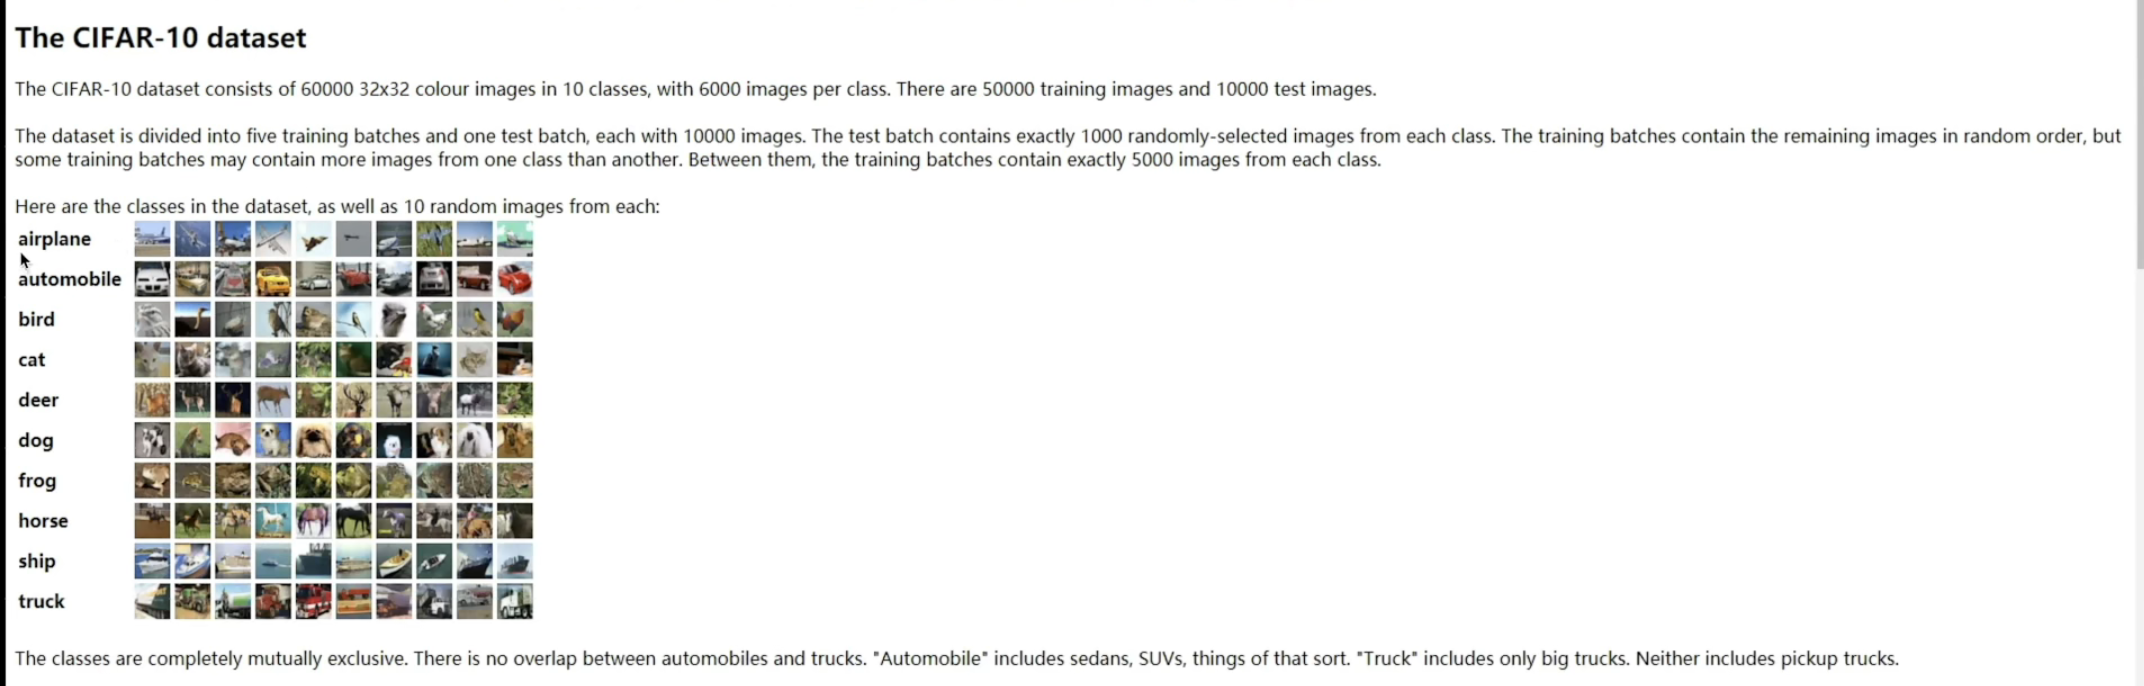 The CIFAR-10 dataset
The CIFAR-10 dataset consists of 60000 32x32 colour images in 10 classes, with 6000 images per class. There are 50000 training images and 10000 test images.
The dataset is divided into five training batches and one test batch, each with 10000 images. The test batch contains exactly 1000 randomly-selected images from each class. The training batches contain the remaining images in random order, but
some training batches may contain more images from one class than another. Between them, the training batches contain exactly 5000 images from each class.
Here are the classes in the dataset, as well as 10 random images from each:
airplane
automobile
bird
cat
deer
dog
frog
horse
ship
truck
The classes are completely mutually exclusive. There is no overlap between automobiles and trucks. "Automobile" includes sedans, SUVs, things of that sort. "Truck" includes only big trucks. Neither includes pickup trucks.